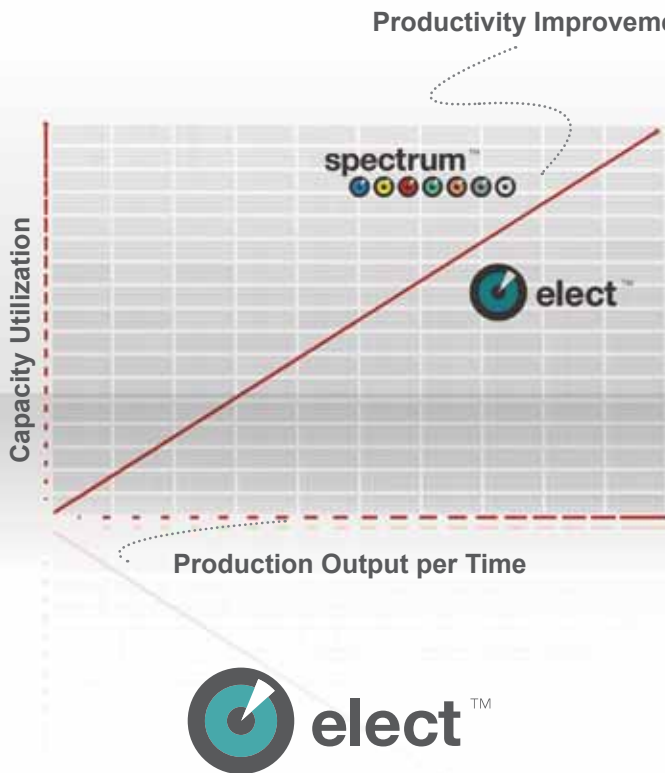 Productivity Improveme
spectrum™
elect™
Capacity Utilization
Production Output per Time
elect™